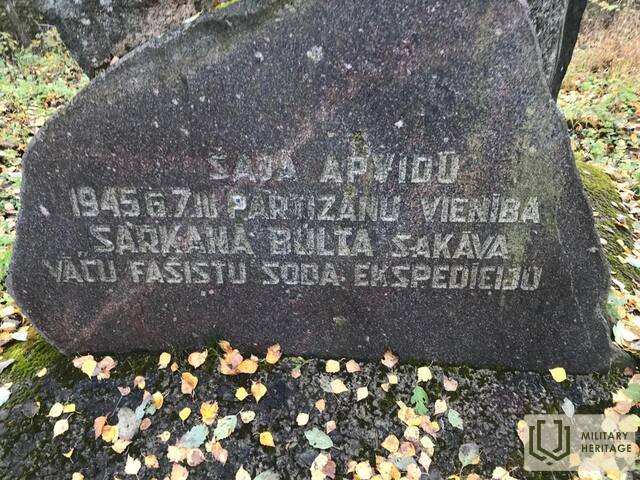 ŠAJĀ APVIDŪ
1945.G.7.III PARTIZĀNU VIENĪBA
„SARKANĀ BULTA" SAKĀVA
VĀCU FAŠISTU SODA EKSPEDĪCIJU
MILITARY
HERITAGE